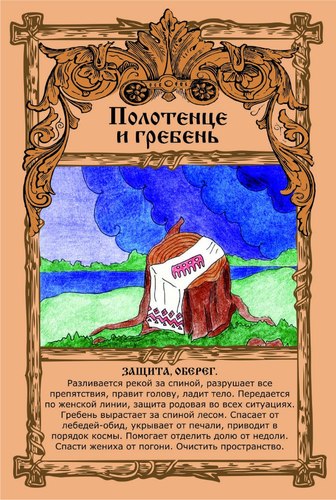 Полотенце
и гребень
ЗАЩИТА, ОБЕРЕГ.
Разливается рекой за спиной, разрушает все
препятствия, правит голову, ладит тело. Передается
по женской линии, защита родовая во всех ситуациях.
Гребень вырастает за спиной лесом. Спасает от
лебедей-обид, укрывает от печали, приводит в
порядок космы. Помогает отделить долю от недоли.
Спасти жениха от погони. Очистить пространство.